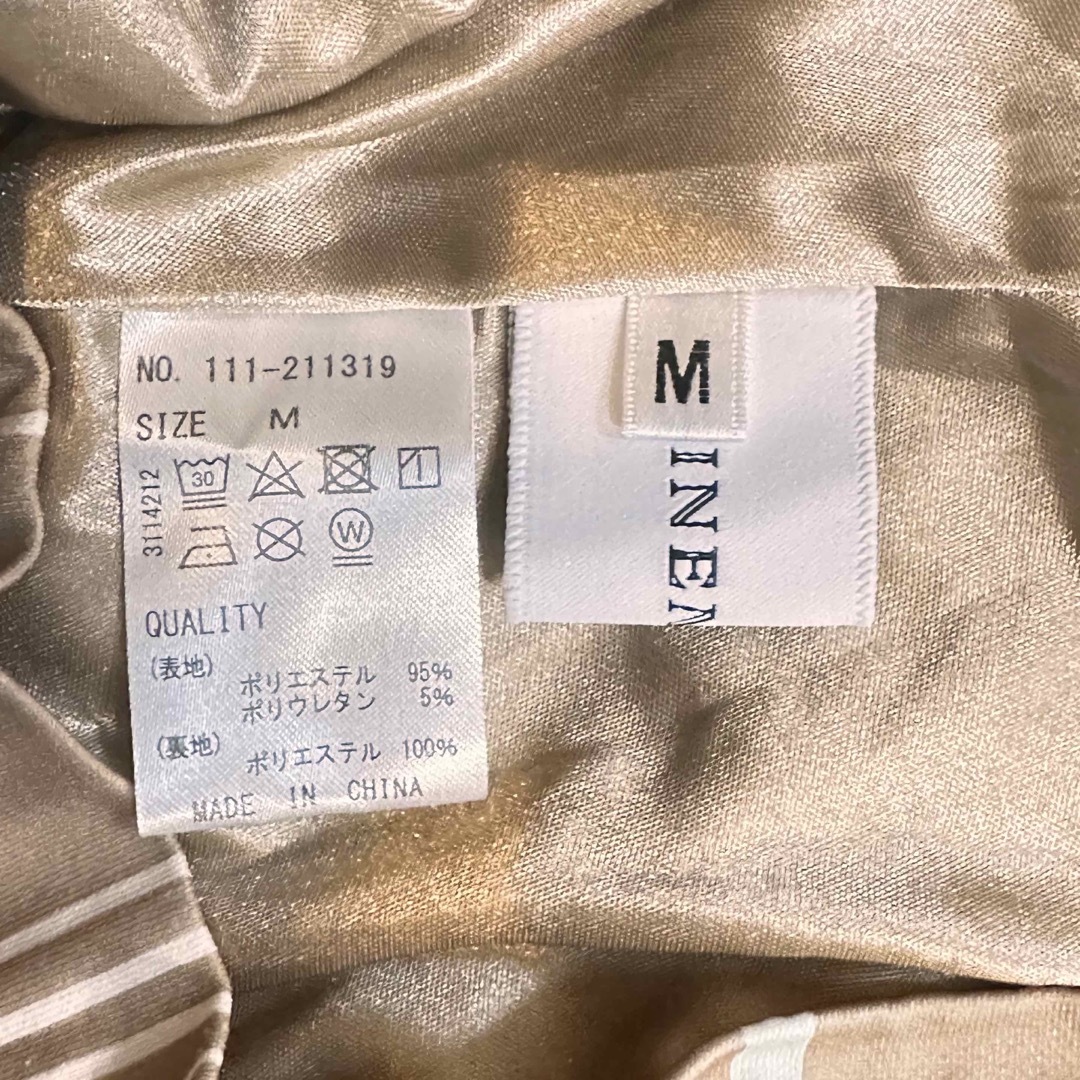 NO. 111-211319
SIZE M
3114212
30
W
QUALITY
(表地)
ポリエステル 95%
ポリウレタン 5%
(裏地)
ポリエステル 100%
MADE IN CHINA
M
INE